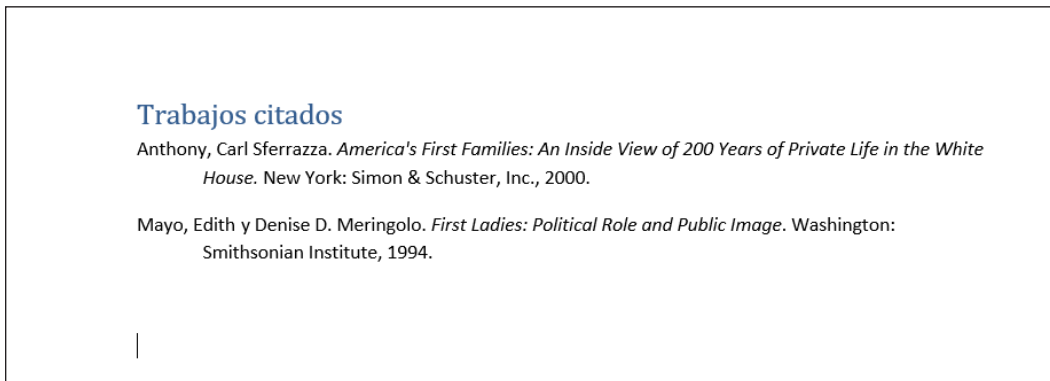 Trabajos citados
Anthony, Carl Sferrazza. America's First Families: An Inside View of 200 Years of Private Life in the White
House. New York: Simon & Schuster, Inc., 2000.
Mayo, Edith y Denise D. Meringolo. First Ladies: Political Role and Public Image. Washington:
Smithsonian Institute, 1994.